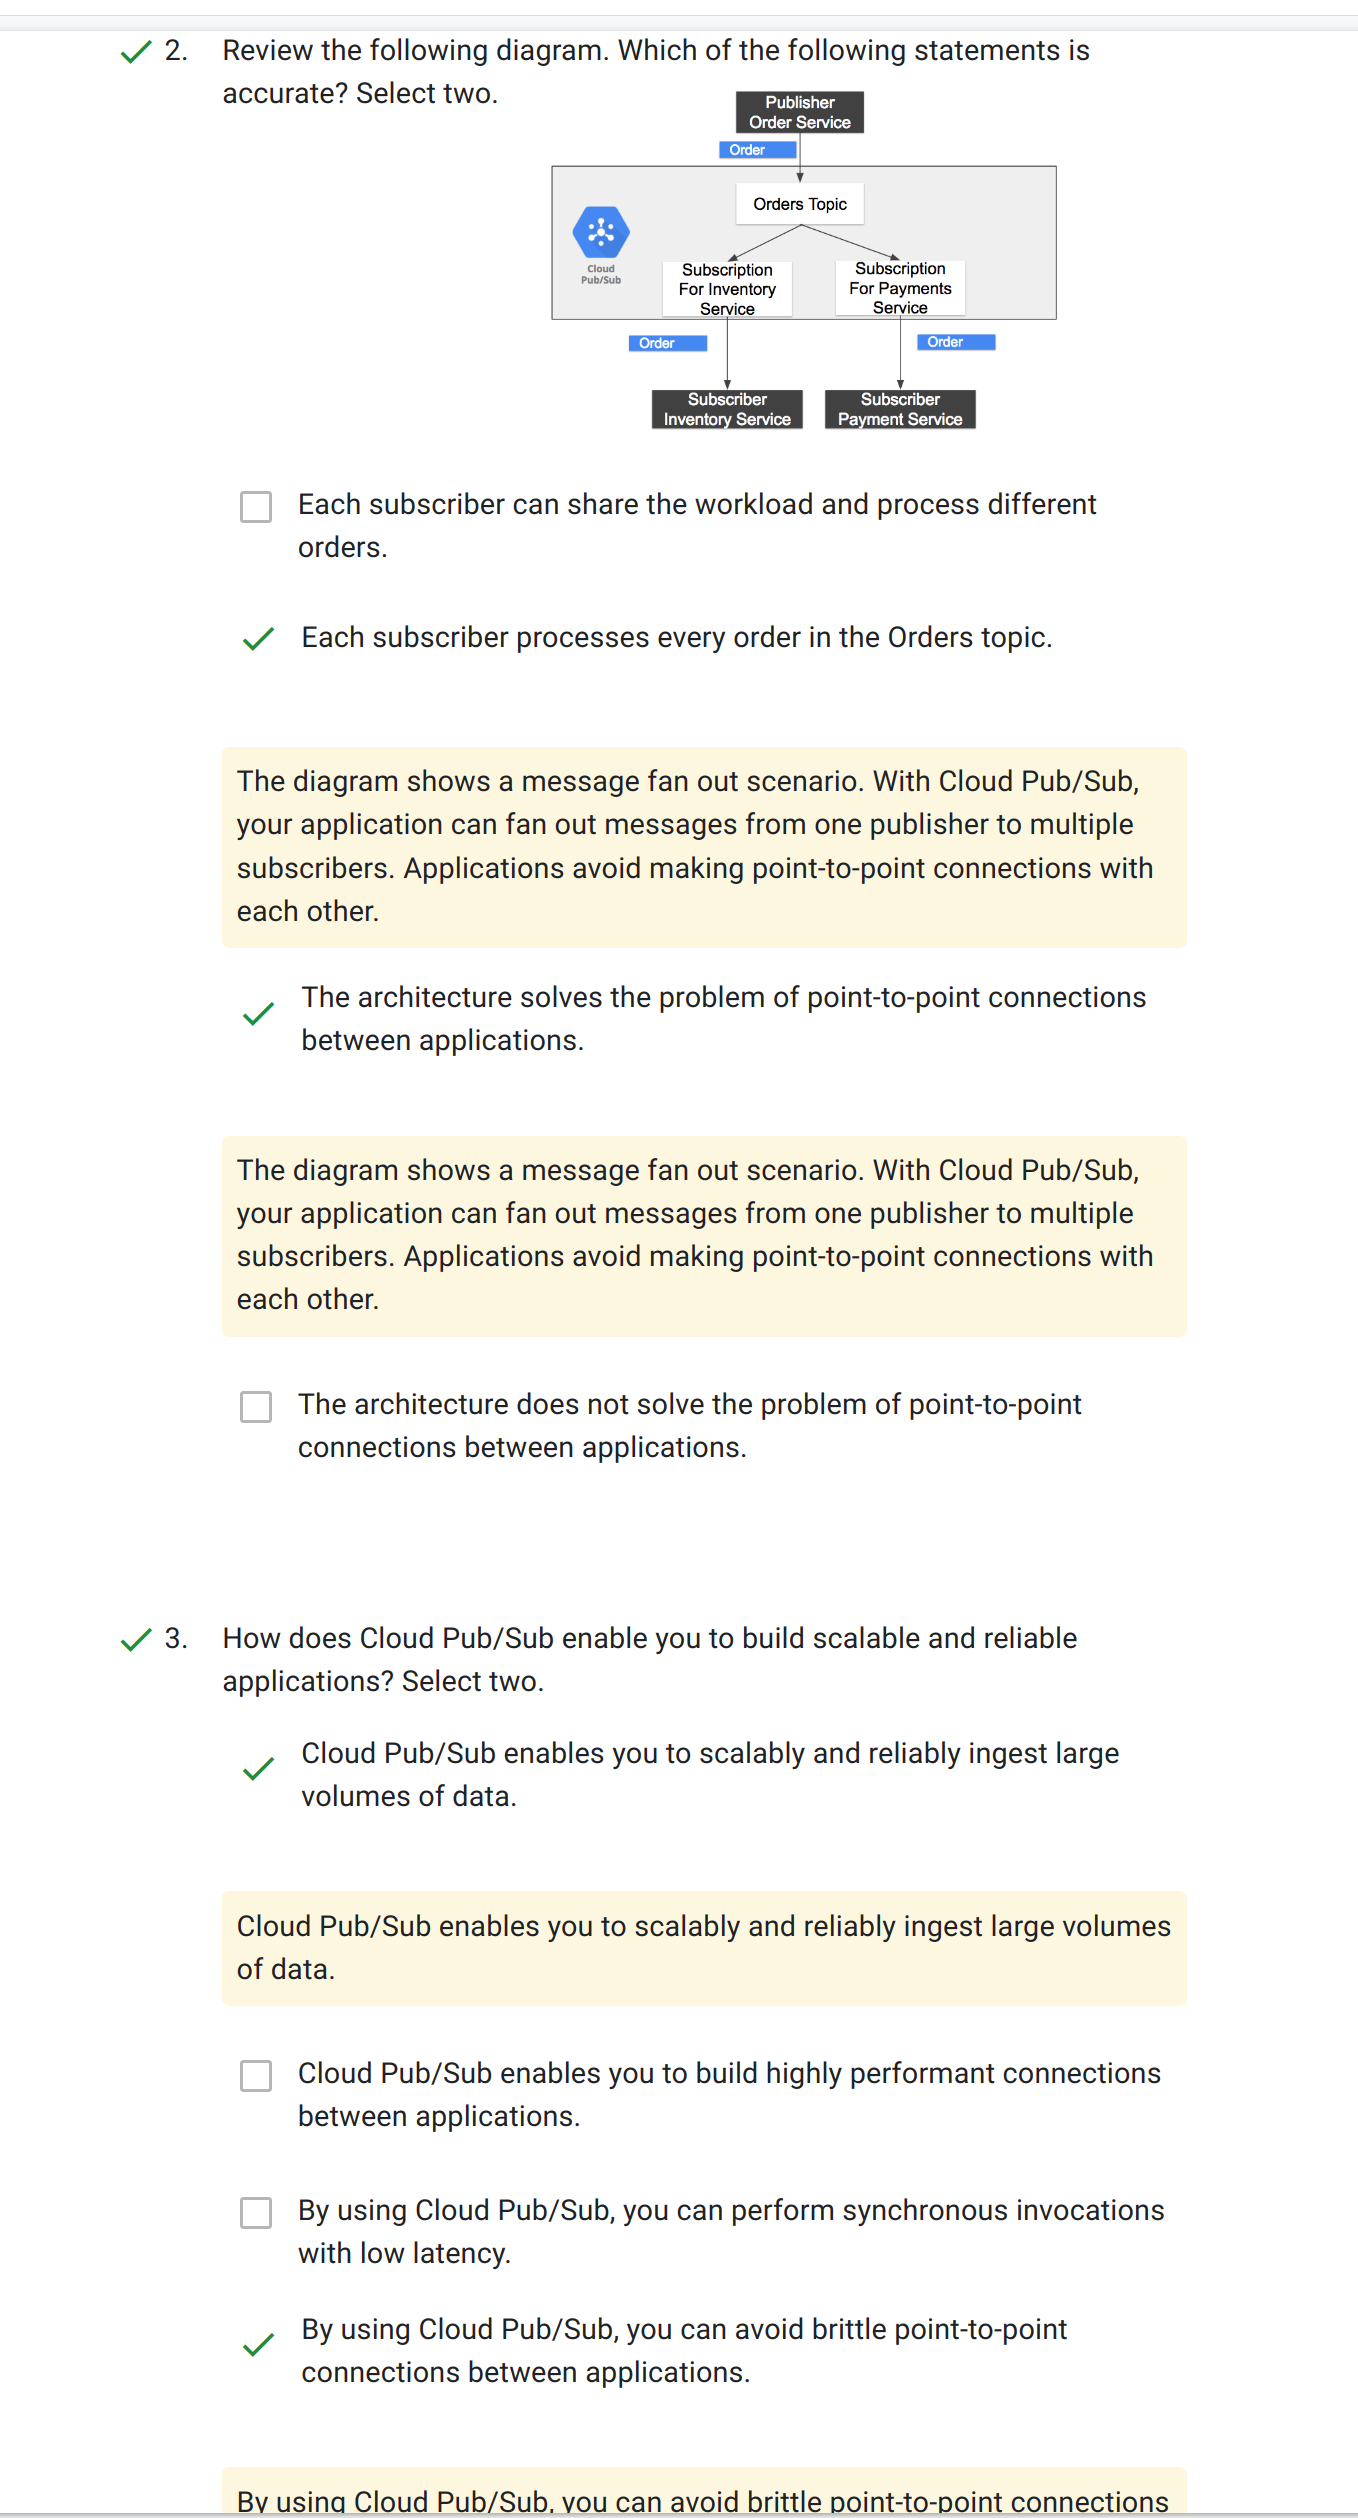 2. Review the following diagram. Which of the following statements is
accurate? Select two.
Publisher
Order Service
Order
Orders Topic
Cloud
Pub/Sub
Subscription
For Inventory
Service
Subscription
For Payments
Service
Order
Order
Subscriber
Inventory Service
Subscriber
Payment Service
Each subscriber can share the workload and process different
orders.
Each subscriber processes every order in the Orders topic.
The diagram shows a message fan out scenario. With Cloud Pub/Sub,
your application can fan out messages from one publisher to multiple
subscribers. Applications avoid making point-to-point connections with
each other.
The architecture solves the problem of point-to-point connections
between applications.
The diagram shows a message fan out scenario. With Cloud Pub/Sub,
your application can fan out messages from one publisher to multiple
subscribers. Applications avoid making point-to-point connections with
each other.
The architecture does not solve the problem of point-to-point
connections between applications.
3. How does Cloud Pub/Sub enable you to build scalable and reliable
applications? Select two.
Cloud Pub/Sub enables you to scalably and reliably ingest large
volumes of data.
Cloud Pub/Sub enables you to scalably and reliably ingest large volumes
of data.
Cloud Pub/Sub enables you to build highly performant connections
between applications.
By using Cloud Pub/Sub, you can perform synchronous invocations
with low latency.
By using Cloud Pub/Sub, you can avoid brittle point-to-point
connections between applications.
By using Cloud Pub/Sub, you can avoid brittle point-to-point connections